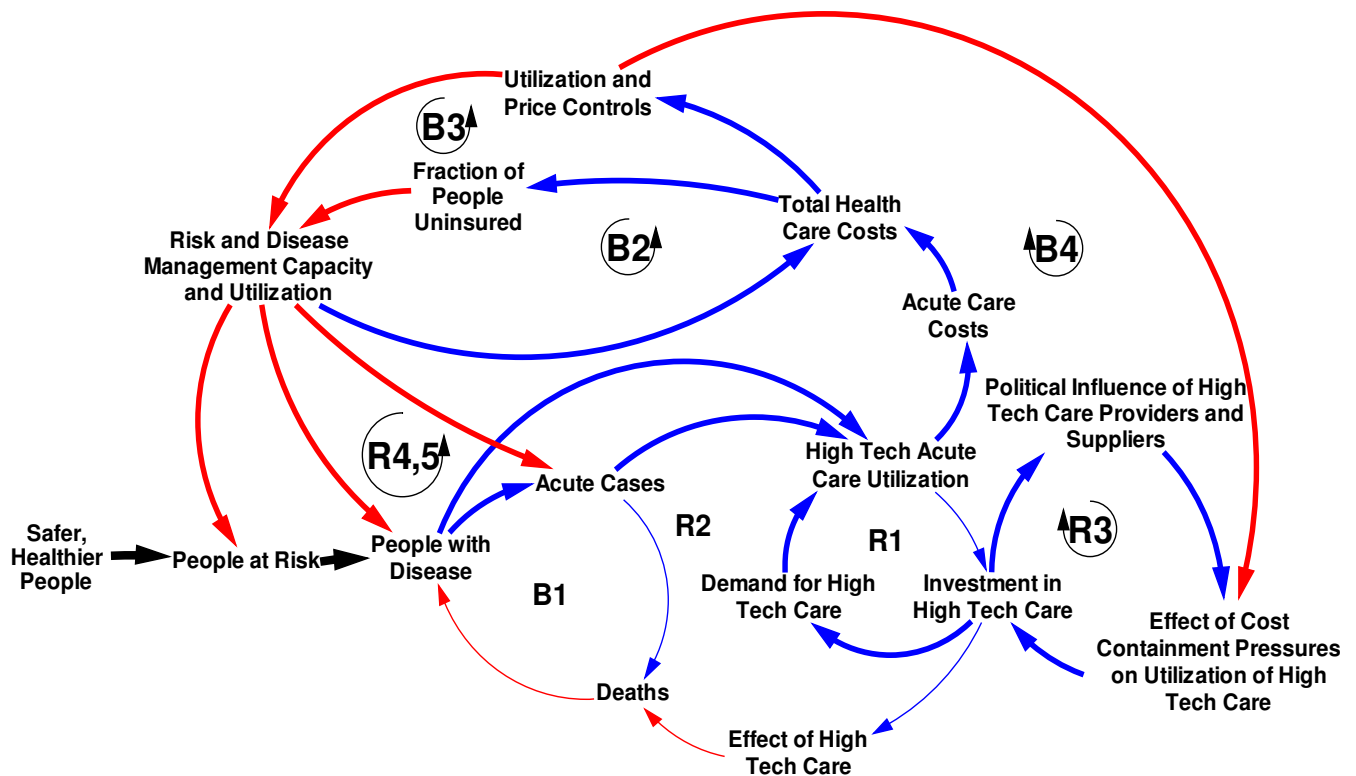 Utilization and
Price Controls
B3
Fraction of
People
Uninsured
Total Health
Care Costs
Risk and Disease
Management Capacity
and Utilization
B2
B4
Acute Care
Costs
Political Influence of High
Tech Care Providers and
Suppliers
R4,5
High Tech Acute
Care Utilization
Acute Cases
Safer,
Healthier
People
People at Risk
People with
Disease
R2
R1
R3
B1
Demand for High
Tech Care
Investment in
High Tech Care
Effect of Cost
Containment Pressures
on Utilization of High
Tech Care
Deaths
Effect of High
Tech Care